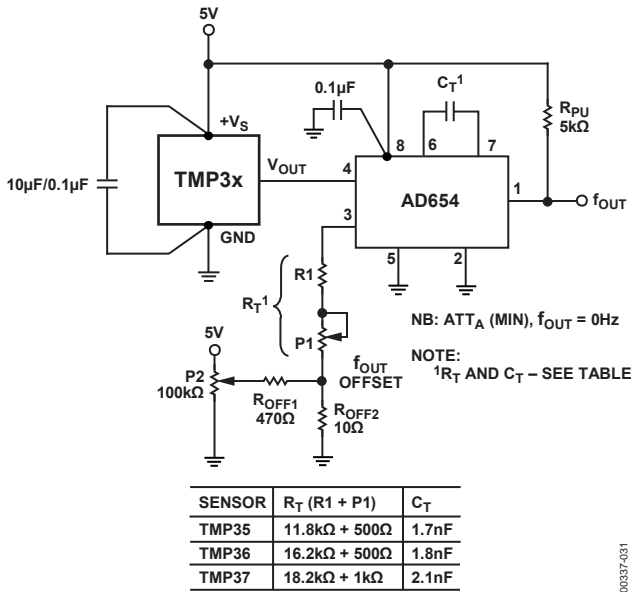 5V
0.1µF
CT1
RPU
5kΩ
+VS
8
6
7
10µF/0.1µF
TMP3x
VOUT
4
AD654
1
fOUT
3
GND
5
2
R1
RT1
NB: ATTA (MIN), fOUT = 0Hz
P1
NOTE:
1RT AND CT – SEE TABLE
5V
fOUT
OFFSET
P2
100kΩ
ROFF1
470Ω
ROFF2
10Ω
SENSOR RT (R1 + P1) CT
TMP35 11.8kΩ + 500Ω 1.7nF
TMP36 16.2kΩ + 500Ω 1.8nF
TMP37 18.2kΩ + 1kΩ 2.1nF
00337-031